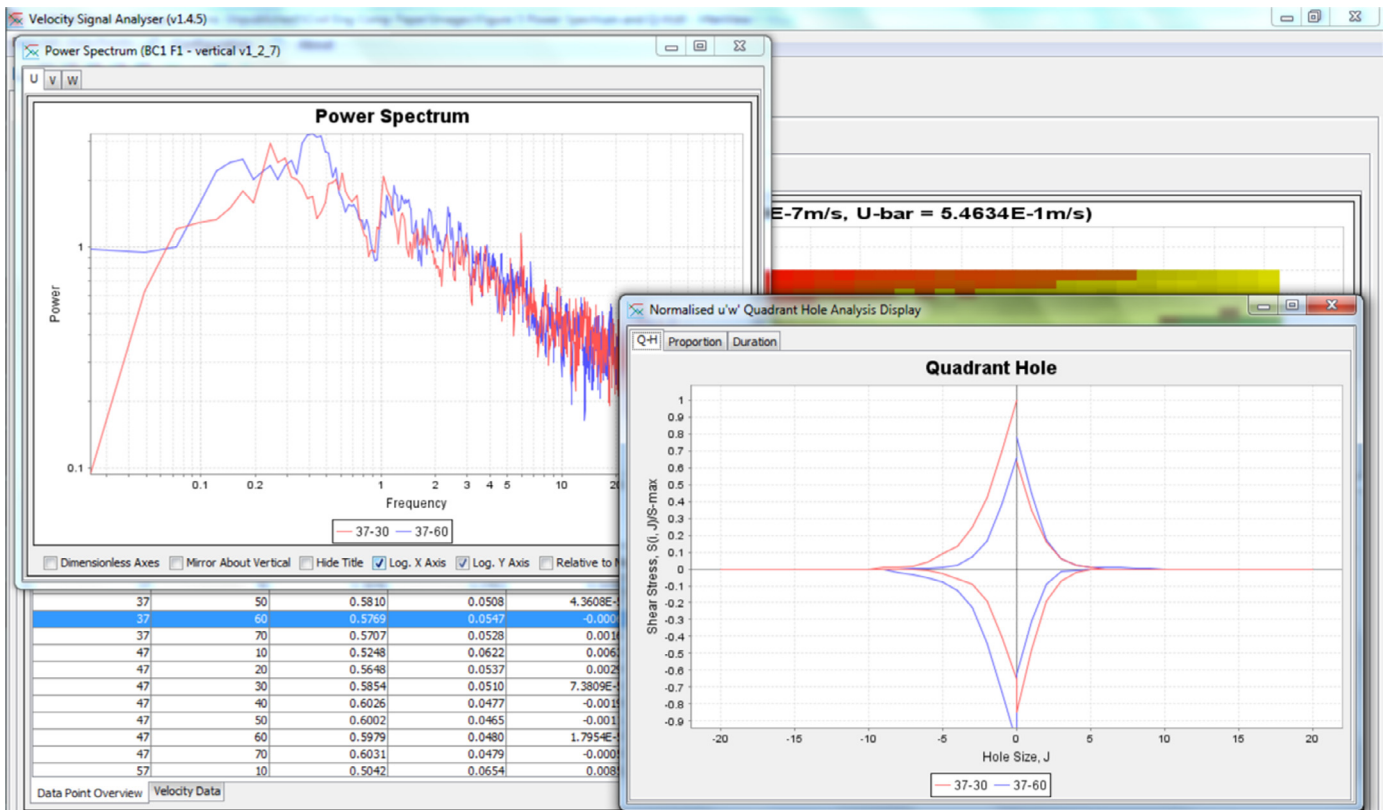 Velocity Signal Analyser (v1.4.5)
Power Spectrum (BC1 F1 - vertical v1_2_7)
U V W
Power Spectrum
1
0.1
Power
0.1 0.2 1 2 3 4 5 10 20
Frequency
37-30 37-60
Dimensionless Axes Mirror About Vertical Hide Title Log. X Axis Log. Y Axis Relative to
E-7m/s, U-bar = 5.4634E-1m/s)
37 50 0.5810 0.0508 4.3608E-
37 60 0.5769 0.0547 -0.000
37 70 0.5707 0.0528 0.001
47 10 0.5248 0.0622 0.006
47 20 0.5648 0.0537 0.002
47 30 0.5854 0.0510 7.3809E-
47 40 0.6026 0.0477 -0.001
47 50 0.6002 0.0465 -0.001
47 60 0.5979 0.0480 1.7954E-
47 70 0.6031 0.0479 -0.000
57 10 0.5042 0.0654 0.008
Data Point Overview Velocity Data
Normalised u'w' Quadrant Hole Analysis Display
Q-H Proportion Duration
Quadrant Hole
1
0.9
0.8
0.7
0.6
0.5
0.4
0.3
0.2
0.1
0
-0.1
-0.2
-0.3
-0.4
-0.5
-0.6
-0.7
-0.8
-0.9
Shear Stress, S(i, J)/S-max
-20 -15 -10 -5 0 5 10 15 20
Hole Size, J
37-30 37-60